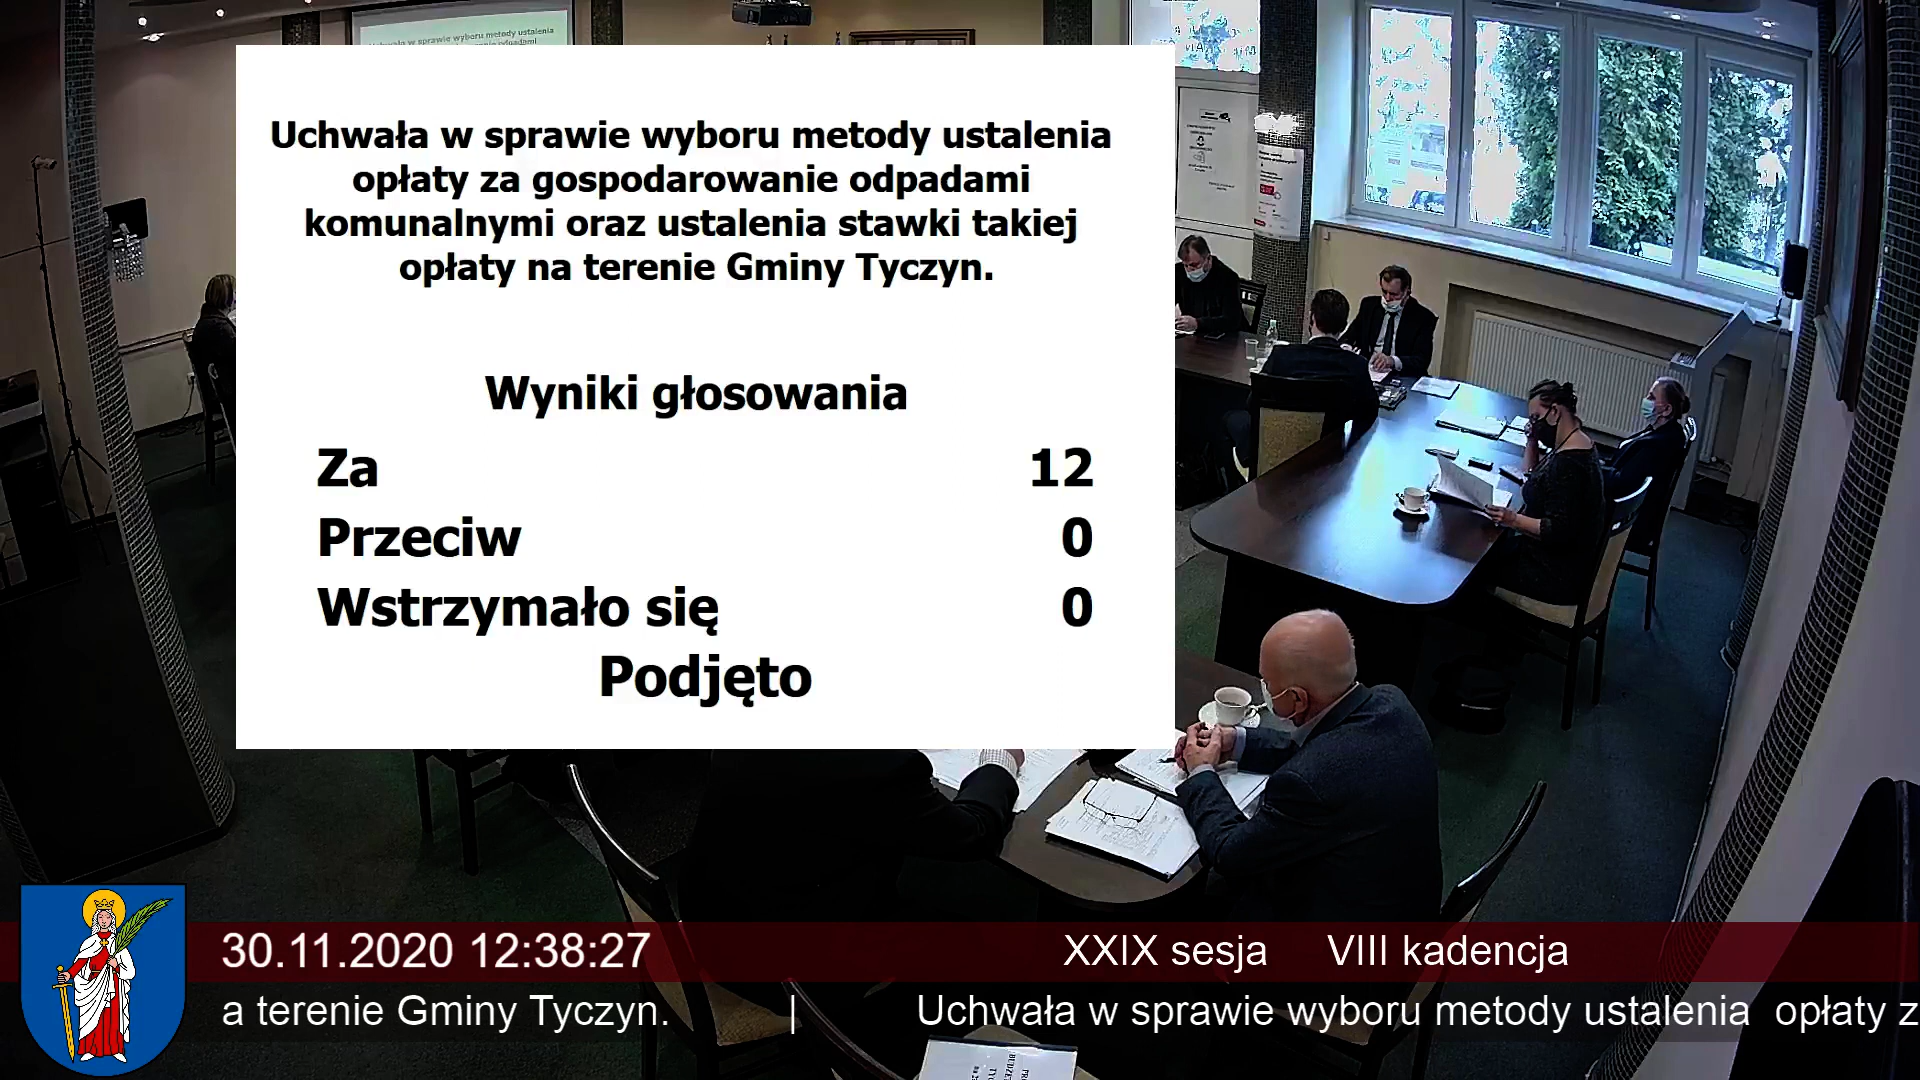 Uchwała w sprawie wyboru metody ustalenia
opłaty za gospodarowanie odpadami
komunalnymi oraz ustalenia stawki takiej
opłaty na terenie Gminy Tyczyn.
Wyniki głosowania
Za 12
Przeciw 0
Wstrzymało się 0
Podjęto
30.11.2020 12:38:27 XXIX sesja VIII kadencja
a terenie Gminy Tyczyn. | Uchwała w sprawie wyboru metody ustalenia opłaty z